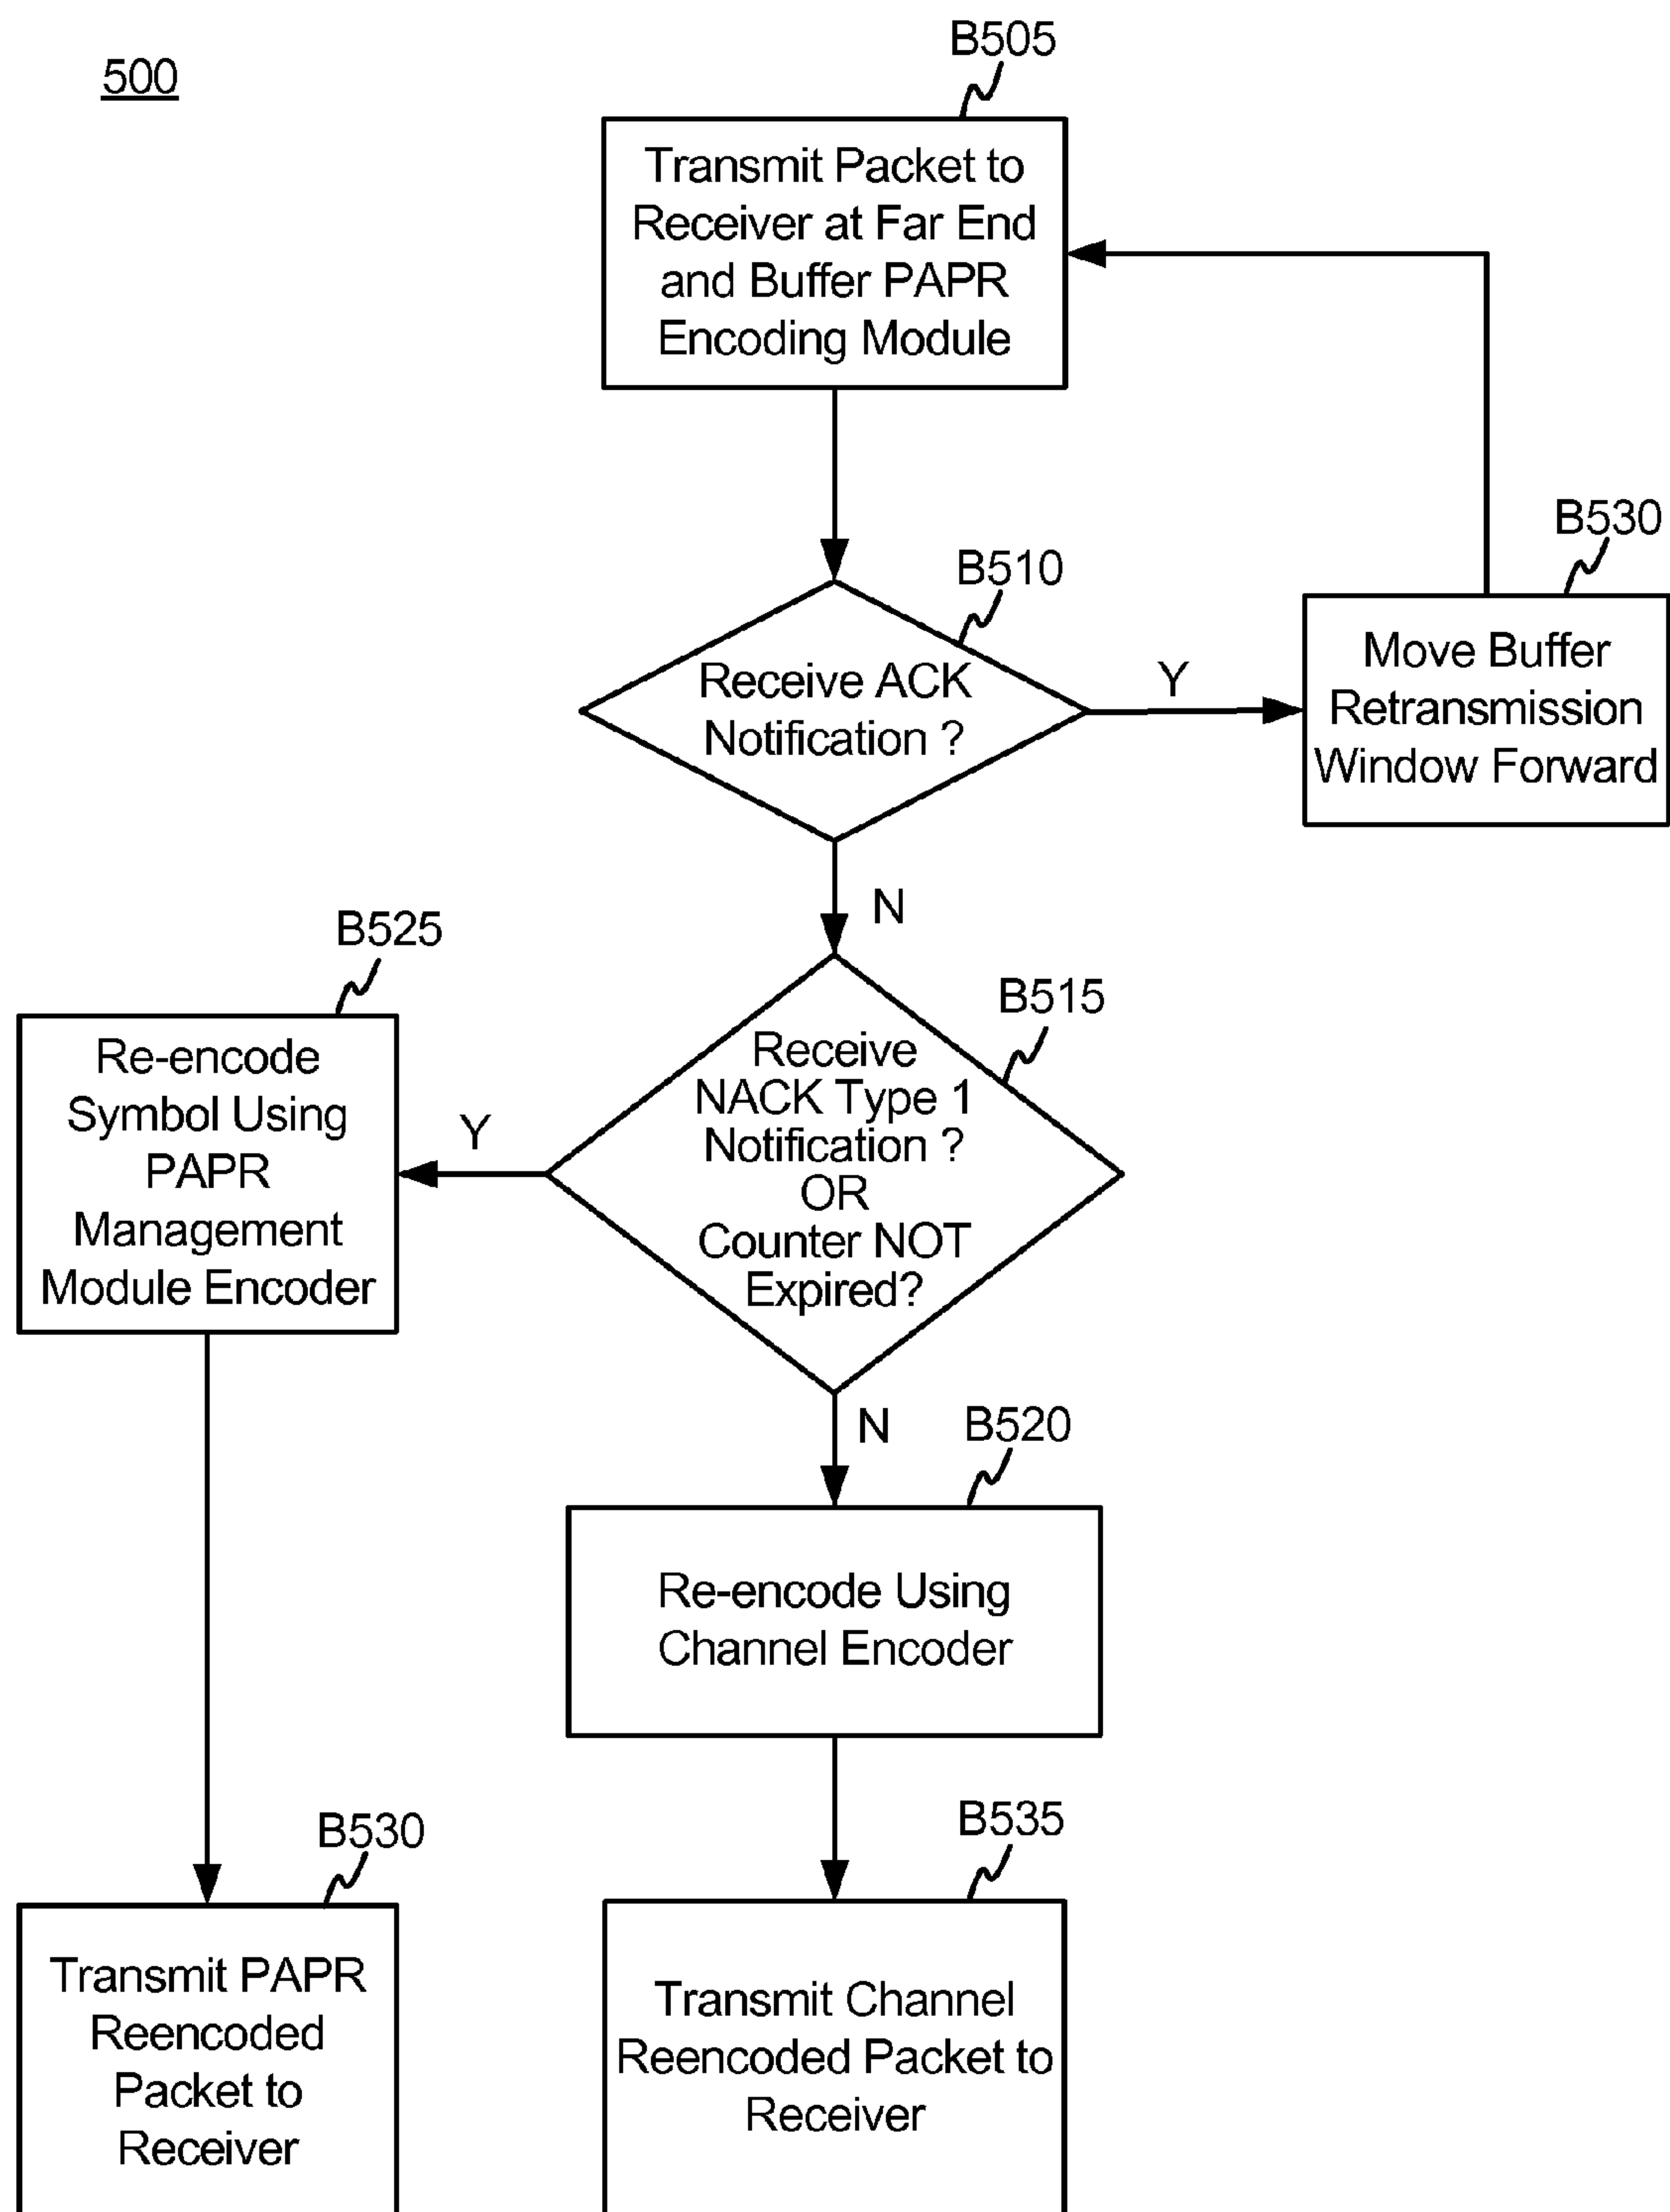 500
B505
Transmit Packet to
Receiver at Far End
and Buffer PAPR
Encoding Module
B510
Receive ACK
Notification ?
Y
B530
Move Buffer
Retransmission
Window Forward
N
B515
Receive
NACK Type 1
Notification ?
OR
Counter NOT
Expired?
Y
B525
Re-encode
Symbol Using
PAPR
Management
Module Encoder
N
B520
Re-encode Using
Channel Encoder
B530
Transmit PAPR
Reencoded
Packet to
Receiver
B535
Transmit Channel
Reencoded Packet to
Receiver